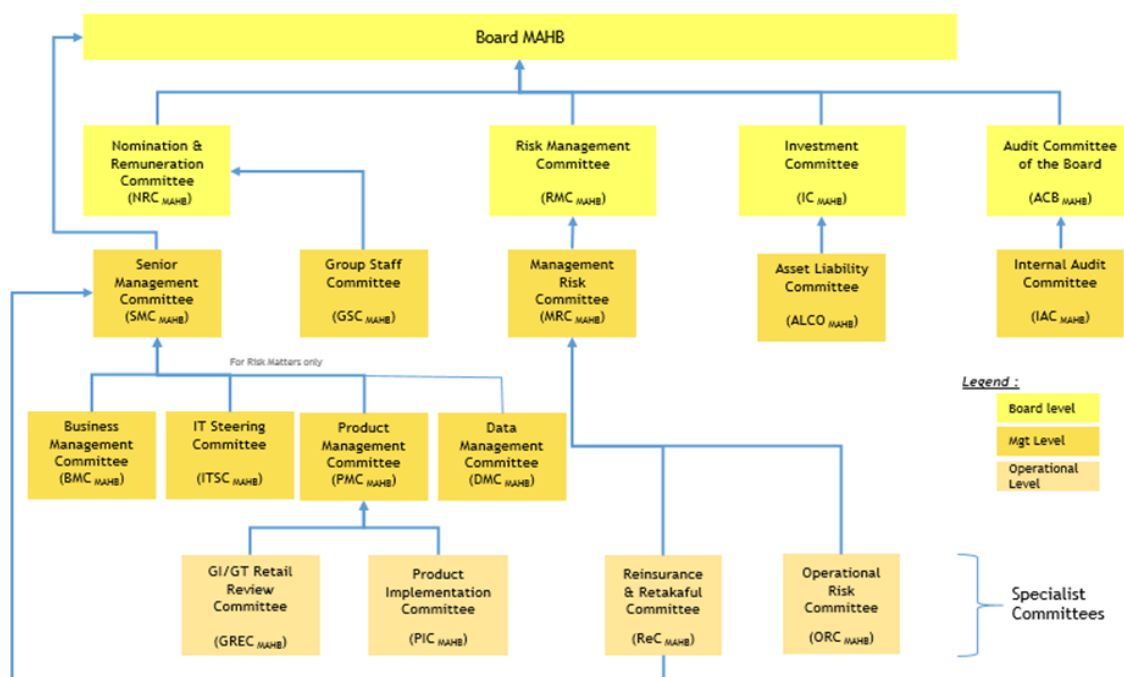 Board MAHB
Nomination &
Remuneration
Committee
(NRC MAHB)
Risk Management
Committee
(RMC MAHB)
Investment
Committee
(IC MAHB)
Audit Committee
of the Board
(ACB MAHB)
Senior
Management
Committee
(SMC MAHB)
Group Staff
Committee
(GSC MAHB)
Management
Risk
Committee
(MRC MAHB)
Asset Liability
Committee
(ALCO MAHB)
Internal Audit
Committee
(IAC MAHB)
For Risk Matters only
Business
Management
Committee
(BMC MAHB)
IT Steering
Committee
(ITSC MAHB)
Product
Management
Committee
(PMC MAHB)
Data
Management
Committee
(DMC MAHB)
Legend :
Board level
Mgt Level
Operational
Level
GI/GT Retail
Review
Committee
(GREC MAHB)
Product
Implementation
Committee
(PIC MAHB)
Reinsurance
& Retakaful
Committee
(ReC MAHB)
Operational
Risk
Committee
(ORC MAHB)
Specialist
Committees